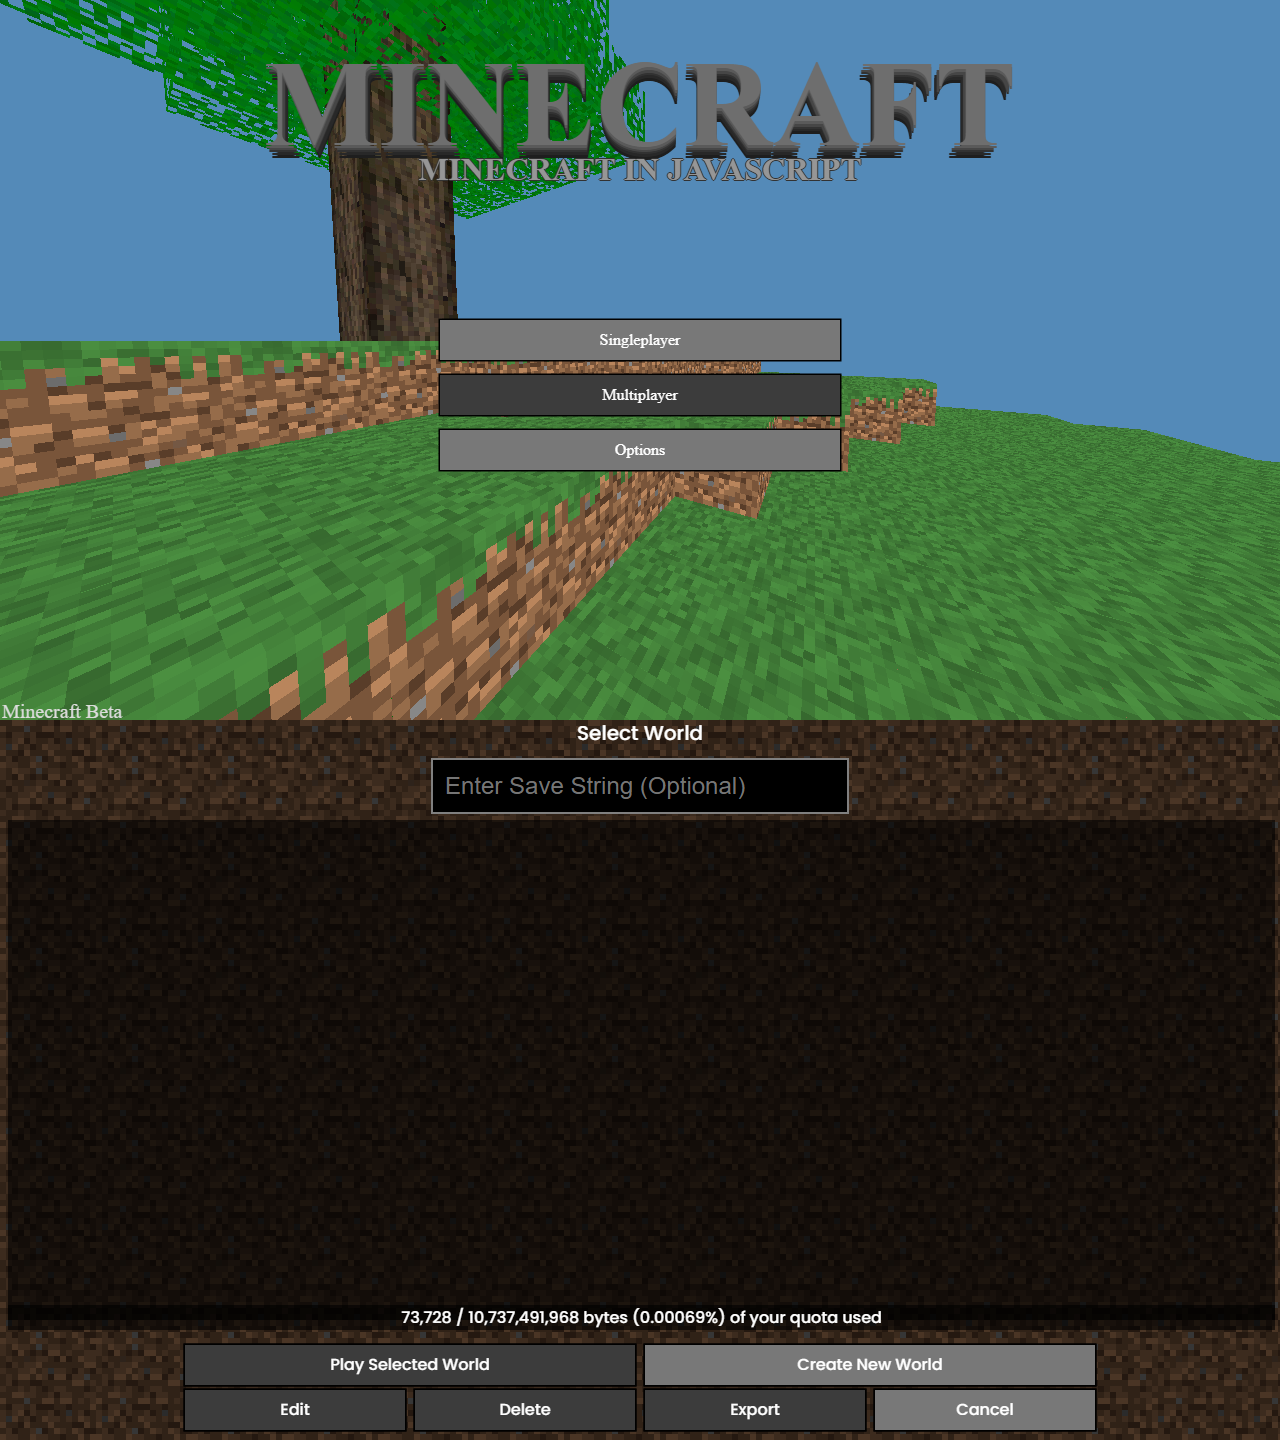 MINECRAFT
MINECRAFT IN JAVASCRIPT
Singleplayer
Multiplayer
Options
Minecraft Beta
Select World
Enter Save String (Optional)
73,728 / 10,737,491,968 bytes (0.00069%) of your quota used
Play Selected World
Create New World
Edit
Delete
Export
Cancel